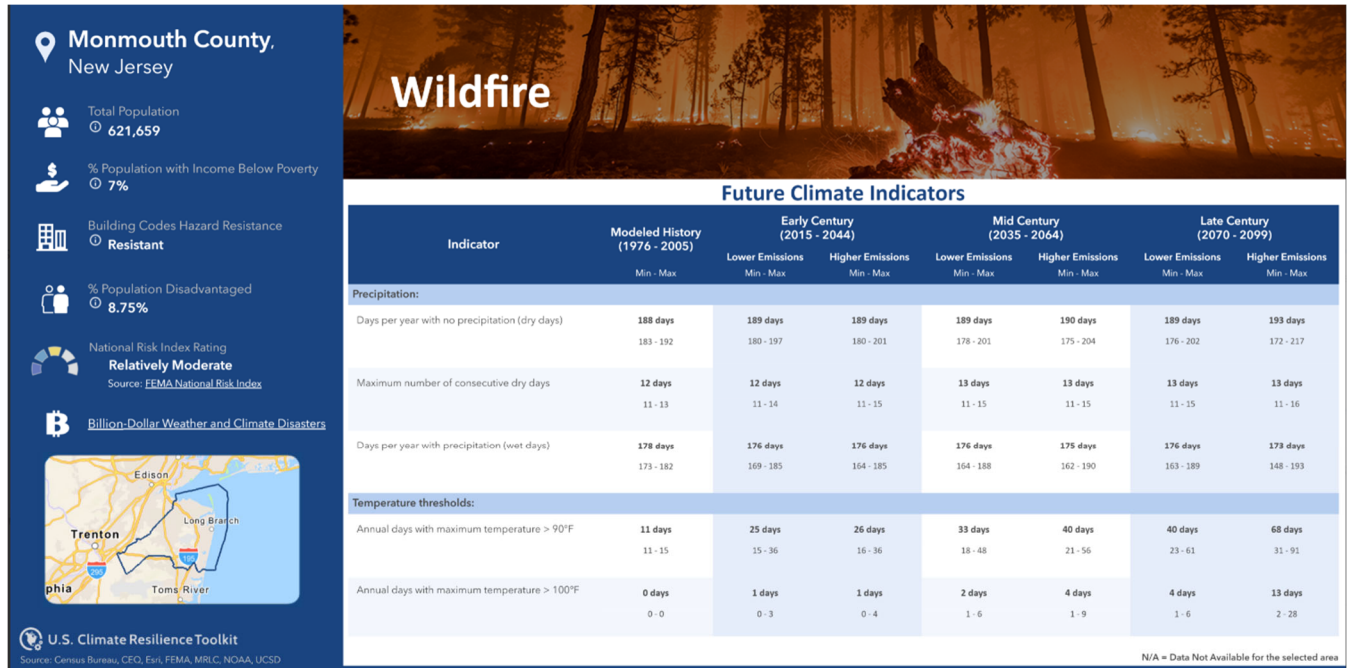 Monmouth County,
New Jersey
Total Population
621,659
% Population with Income Below Poverty
7%
Building Codes Hazard Resistance
Resistant
% Population Disadvantaged
8.75%
National Risk Index Rating
Relatively Moderate
Source: FEMA National Risk Index
Billion-Dollar Weather and Climate Disasters
Edison
Long Branch
Trenton
195
295
phia
Toms River
U.S. Climate Resilience Toolkit
Source: Census Bureau, CEQ, Esri, FEMA, MRLC, NOAA, UCSD
Wildfire
Future Climate Indicators
Indicator
Modeled History
(1976 - 2005)
Min - Max
Early Century
(2015 - 2044)
Mid Century
(2035 - 2064)
Late Century
(2070 - 2099)
Lower Emissions Higher Emissions Lower Emissions Higher Emissions Lower Emissions Higher Emissions
Min - Max Min - Max Min - Max Min - Max Min - Max Min - Max
Precipitation:
Days per year with no precipitation (dry days) 188 days 189 days 189 days 189 days 190 days 189 days 193 days
183 - 192 180 - 197 180 - 201 178 - 201 175 - 204 176 - 202 172 - 217
Maximum number of consecutive dry days 12 days 12 days 12 days 13 days 13 days 13 days 13 days
11 - 13 11 - 14 11 - 15 11 - 15 11 - 15 11 - 15 11 - 16
Days per year with precipitation (wet days) 178 days 176 days 176 days 176 days 175 days 176 days 173 days
173 - 182 169 - 185 164 - 185 164 - 188 162 - 190 163 - 189 148 - 193
Temperature thresholds:
Annual days with maximum temperature > 90°F 11 days 25 days 26 days 33 days 40 days 40 days 68 days
11 - 15 15 - 36 16 - 36 18 - 48 21 - 56 23 - 61 31 - 91
Annual days with maximum temperature > 100°F 0 days 1 days 1 days 2 days 4 days 4 days 13 days
0 - 0 0 - 3 0 - 4 1 - 6 1 - 9 1 - 6 2 - 28
N/A = Data Not Available for the selected area